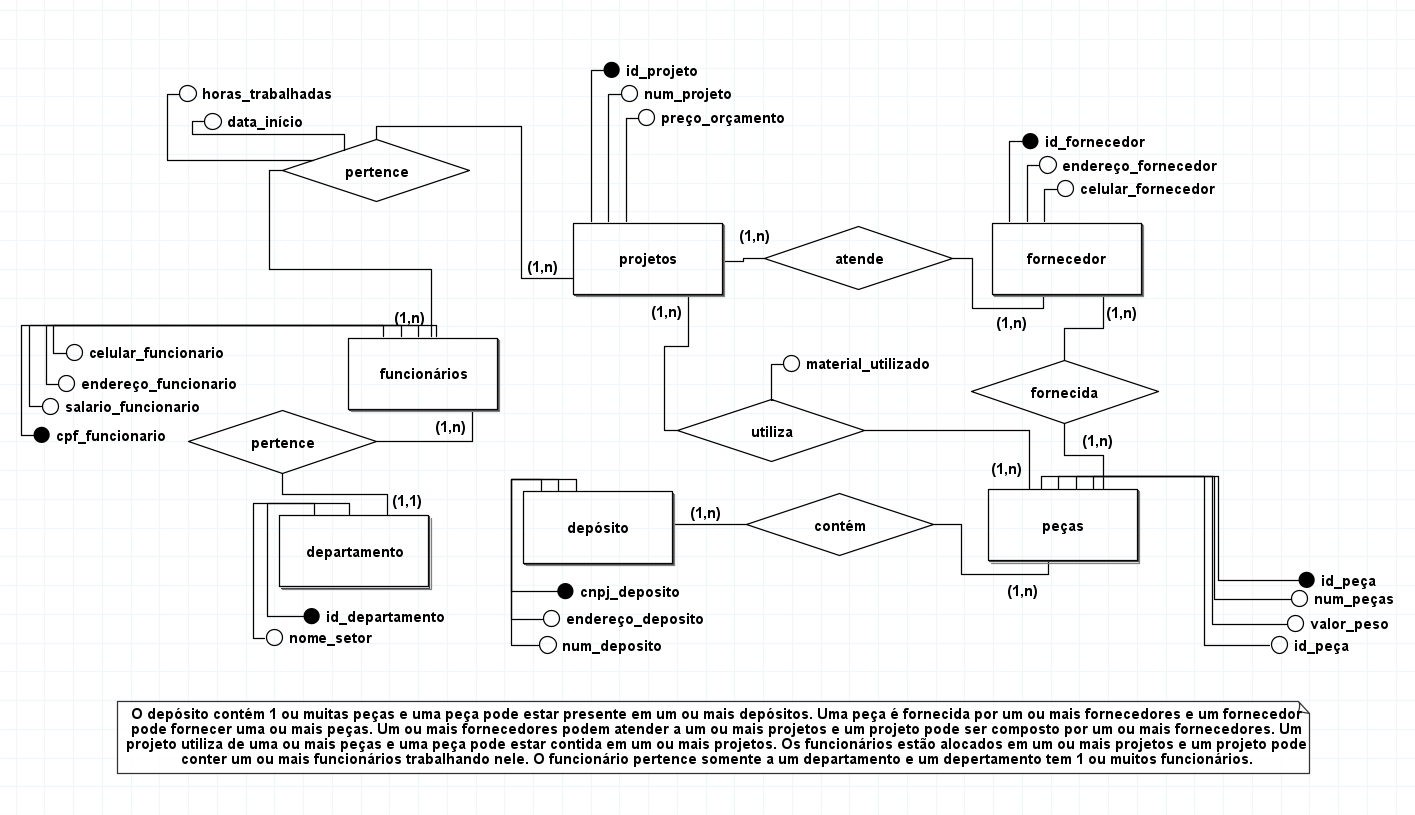 id_projeto
horas_trabalhadas
num_projeto
preço_orçamento
data_início
id_fornecedor
endereço_fornecedor
pertence
celular_fornecedor
(1,n)
projetos
atende
fornecedor
(1,n)
(1,n)
(1,n)
(1,n)
(1,n)
celular_funcionario
material_utilizado
funcionários
endereço_funcionario
fornecida
salario_funcionario
(1,n)
cpf_funcionario
utiliza
pertence
(1,n)
(1,n)
(1,1)
(1,n)
depósito
contém
peças
departamento
id_peça
cnpj_deposito
(1,n)
num_peças
id_departamento
endereço_deposito
valor_peso
nome_setor
num_deposito
id_peça
O depósito contém 1 ou muitas peças e uma peça pode estar presente em um ou mais depósitos. Uma peça é fornecida por um ou mais fornecedores e um fornecedor
pode fornecer uma ou mais peças. Um ou mais fornecedores podem atender a um ou mais projetos e um projeto pode ser composto por um ou mais fornecedores. Um
projeto utiliza de uma ou mais peças e uma peça pode estar contida em um ou mais projetos. Os funcionários estão alocados em um ou mais projetos e um projeto pode
conter um ou mais funcionários trabalhando nele. O funcionário pertence somente a um departamento e um depertamento tem 1 ou muitos funcionários.